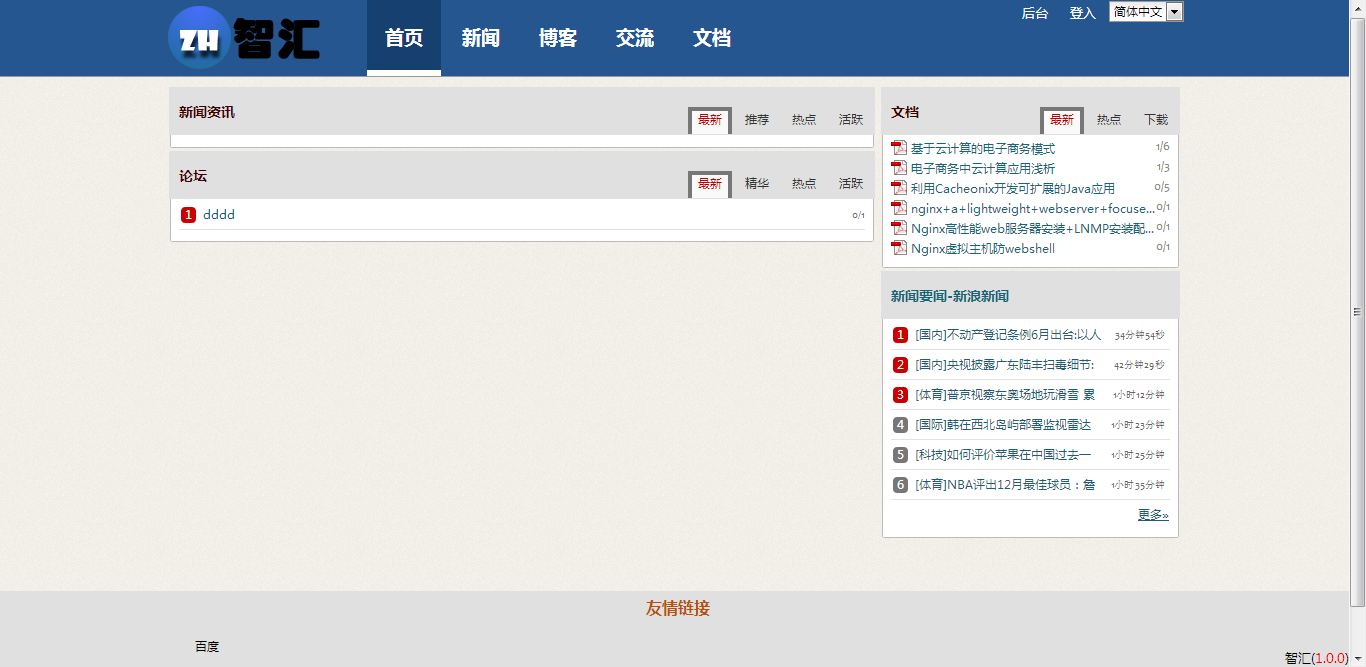 后台 登入 简体中文
ZH 智汇 首页 新闻 博客 交流 文档
新闻资讯 最新 推荐 热点 活跃
论坛 最新 精华 热点 活跃
1 dddd 0/1
文档 最新 热点 下载
基于云计算的电子商务模式 1/6
电子商务中云计算应用浅析 1/3
利用Cacheonix开发可扩展的Java应用 0/5
nginx+a+lightweight+webserver+focuse... 0/1
Nginx高性能web服务器安装+LNMP安装配... 0/1
Nginx虚拟主机防webshell 0/1
新闻要闻-新浪新闻
1 [国内]不动产登记条例6月出台:以人 34分钟54秒
2 [国内]央视披露广东陆丰扫毒细节: 42分钟29秒
3 [体育]普京视察东奥场地玩滑雪 累 1小时12分钟
4 [国际]韩在西北岛屿部署监视雷达 1小时23分钟
5 [科技]如何评价苹果在中国过去一 1小时25分钟
6 [体育]NBA评出12月最佳球员：詹 1小时35分钟
更多»
友情链接
百度
智汇(1.0.0)